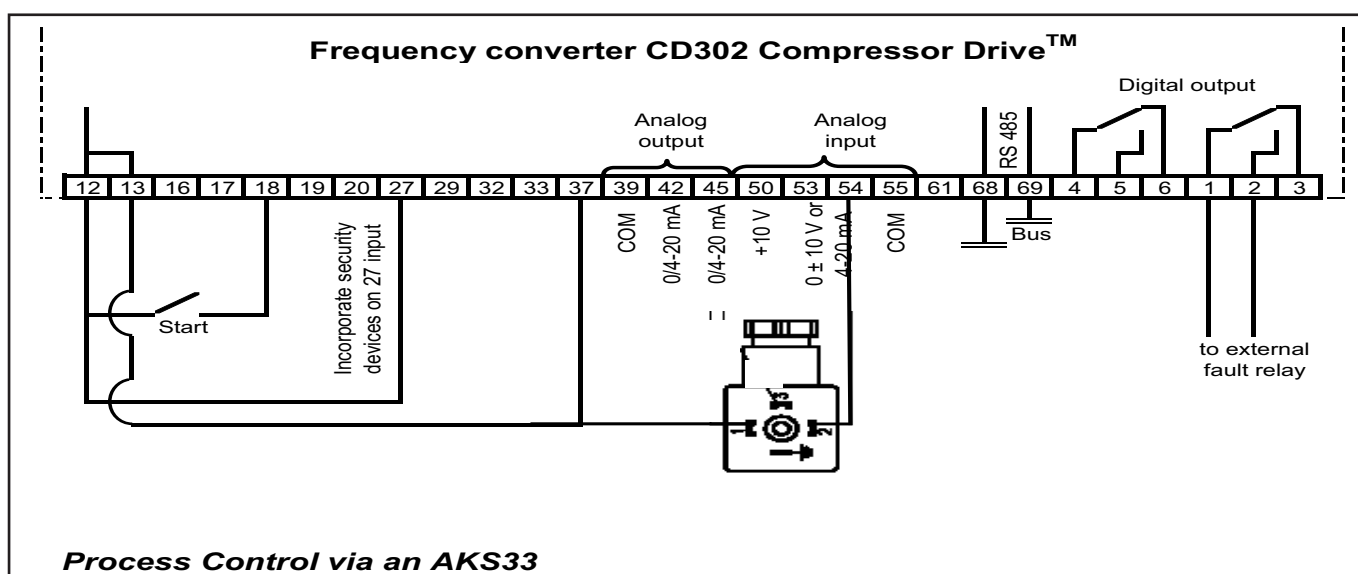 Frequency converter CD302 Compressor Drive™
Digital output
Analog
output
Analog
input
RS 485
12 13 16 17 18 19 20 27 29 32 33 37 39 42 45 50 53 54 55 61 68 69 4 5 6 1 2 3
COM
0/4-20 mA
0/4-20 mA
+10 V
0 ± 10 V or
4-20 mA
COM
Bus
Incorporate security
devices on 27 input
Start
to external
fault relay
3
1
2
Process Control via an AKS33